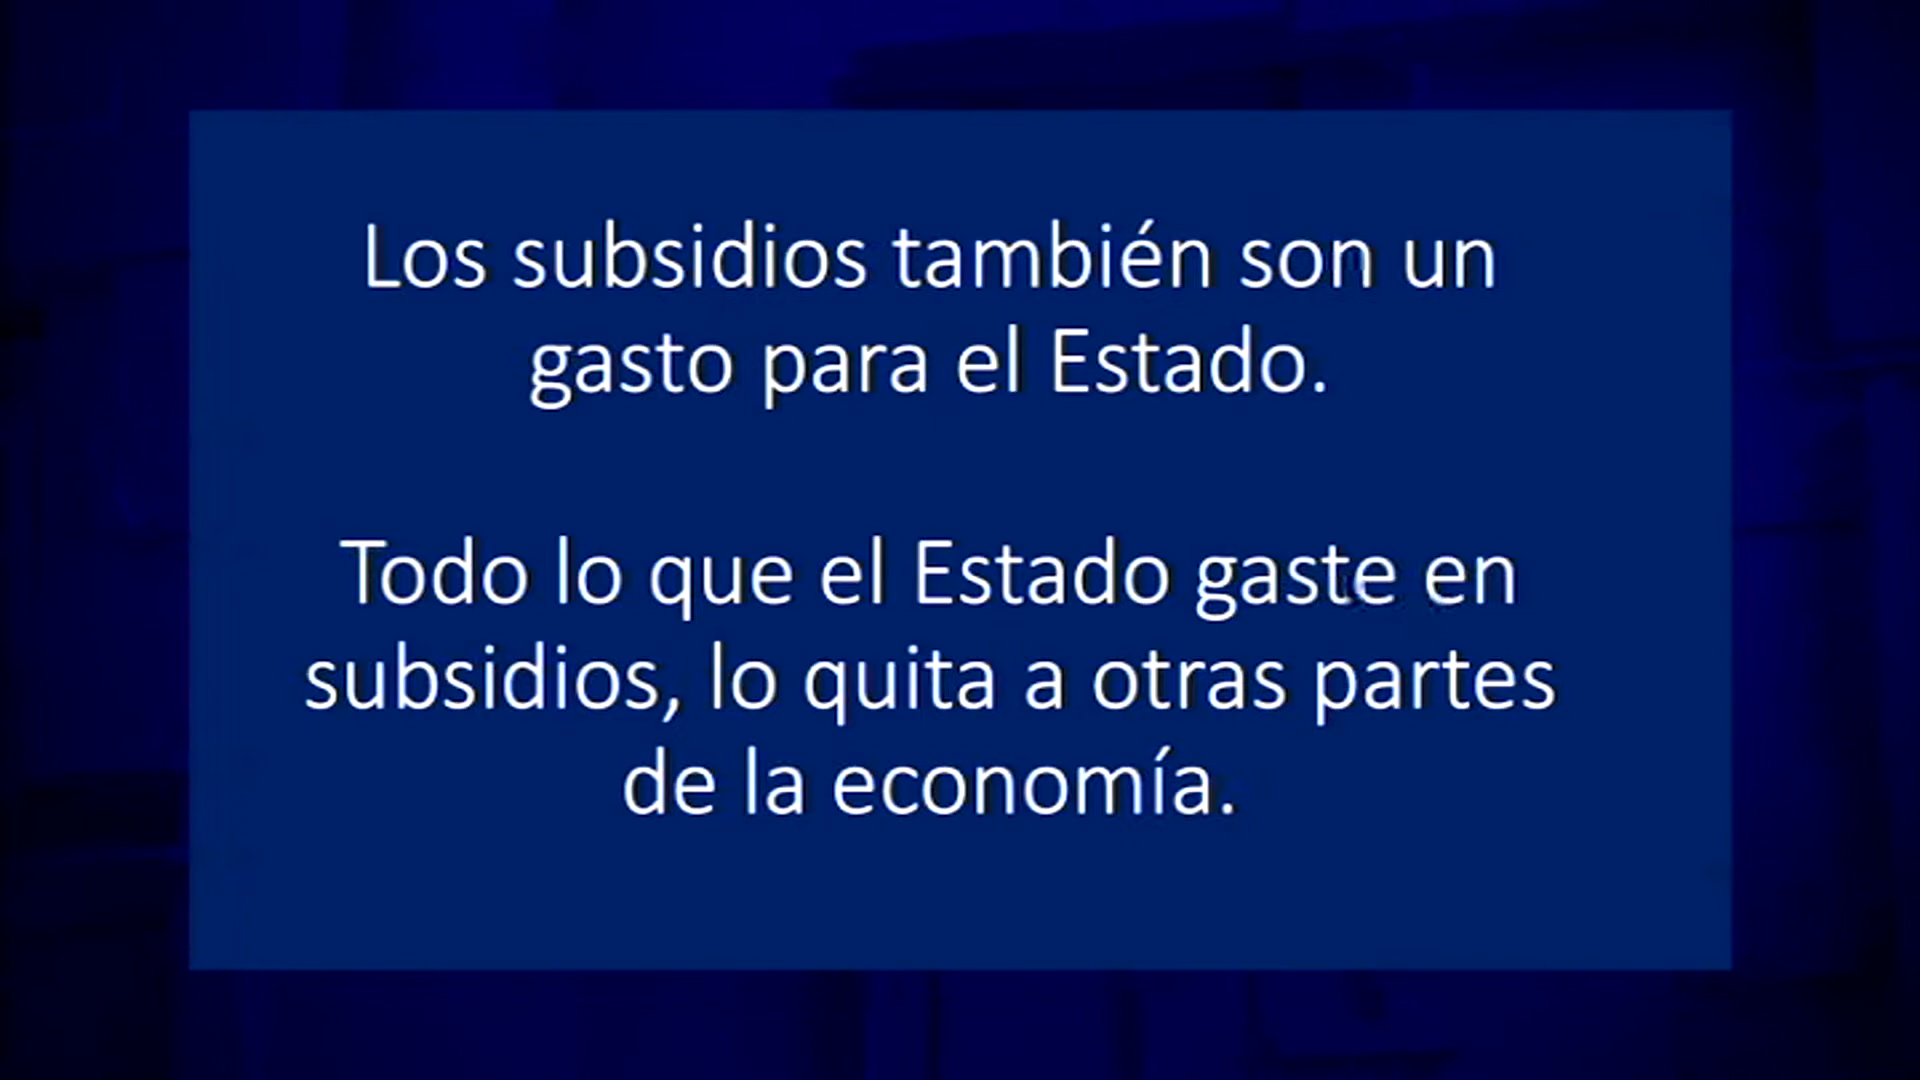 Los subsidios también son un
gasto para el Estado.
Todo lo que el Estado gaste en
subsidios, lo quita a otras partes
de la economía.